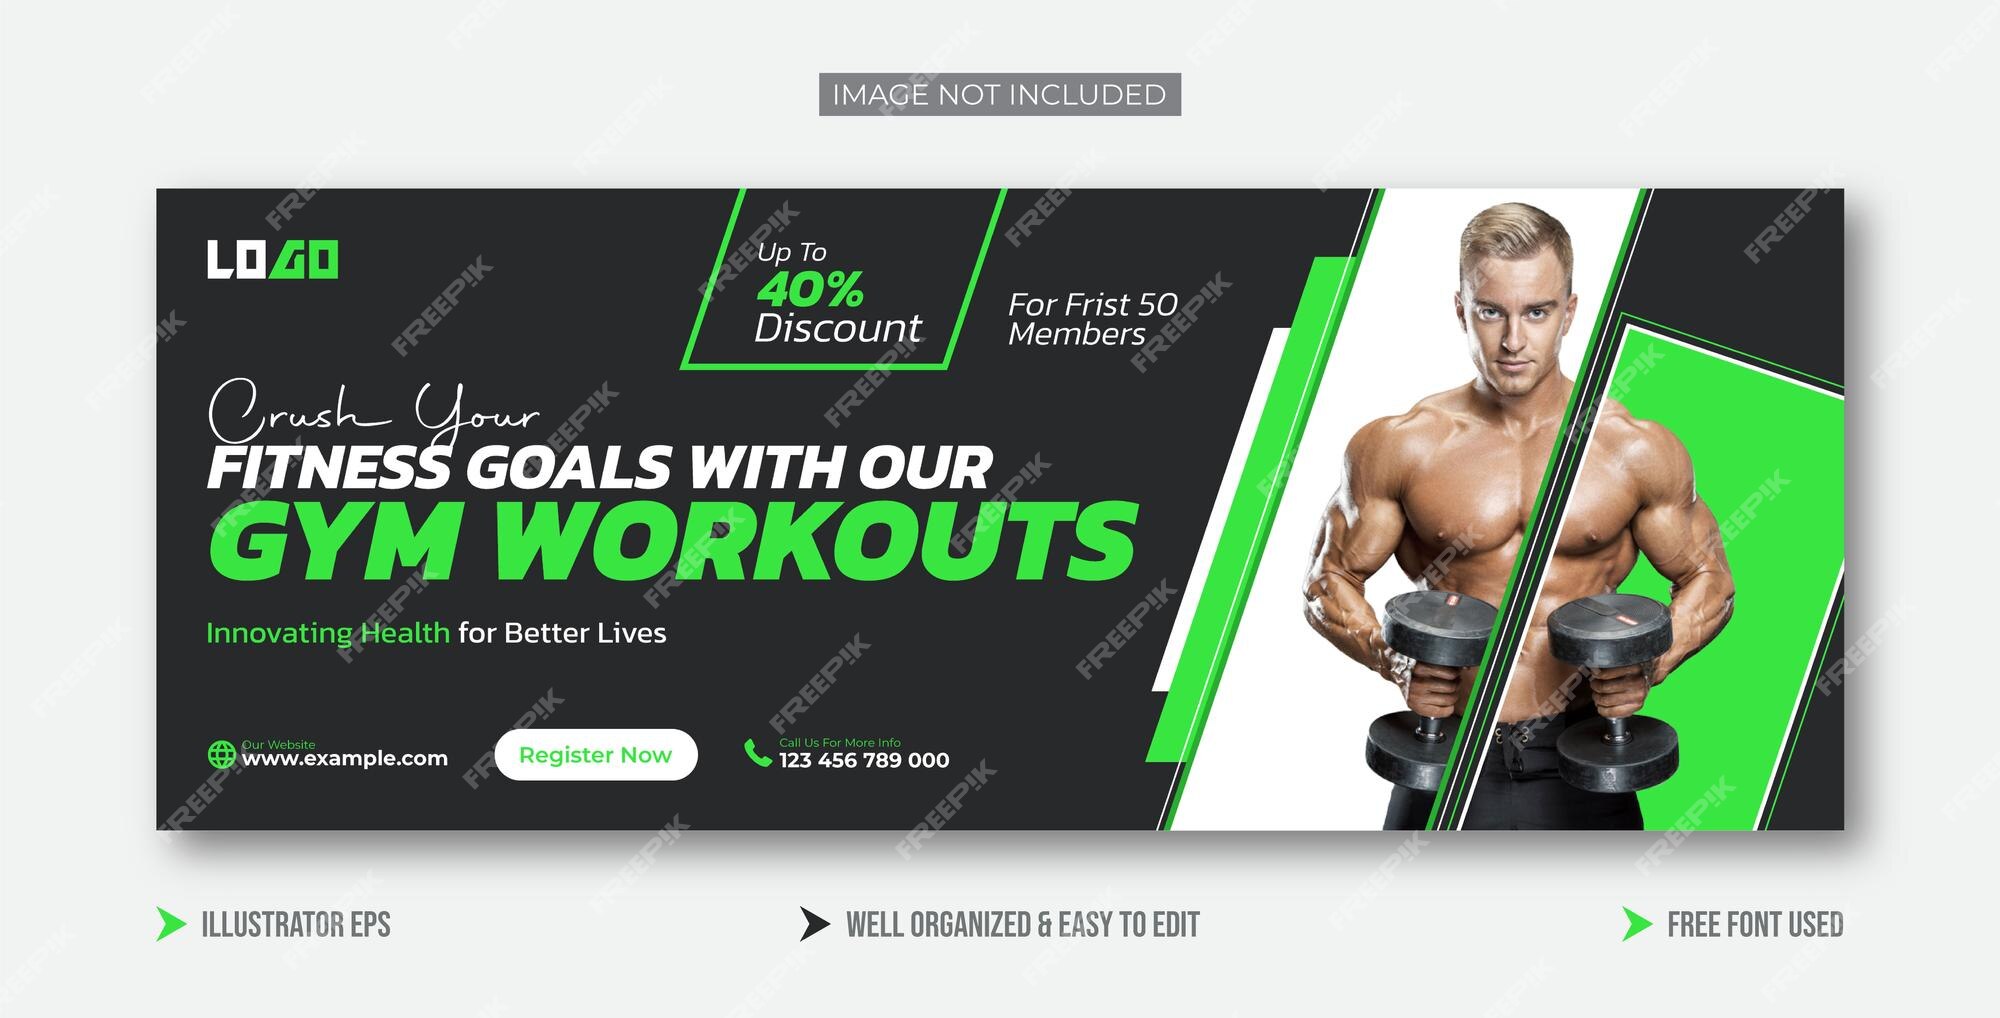 IMAGE NOT INCLUDED
LOGO
Up To
40%
Discount
For Frist 50
Members
Crush Your
FITNESS GOALS WITH OUR
GYM WORKOUTS
Innovating Health for Better Lives
Our Website
www.example.com
Register Now
Call Us For More Info
123 456 789 000
ILLUSTRATOR EPS
WELL ORGANIZED & EASY TO EDIT
FREE FONT USED
FREEPIK